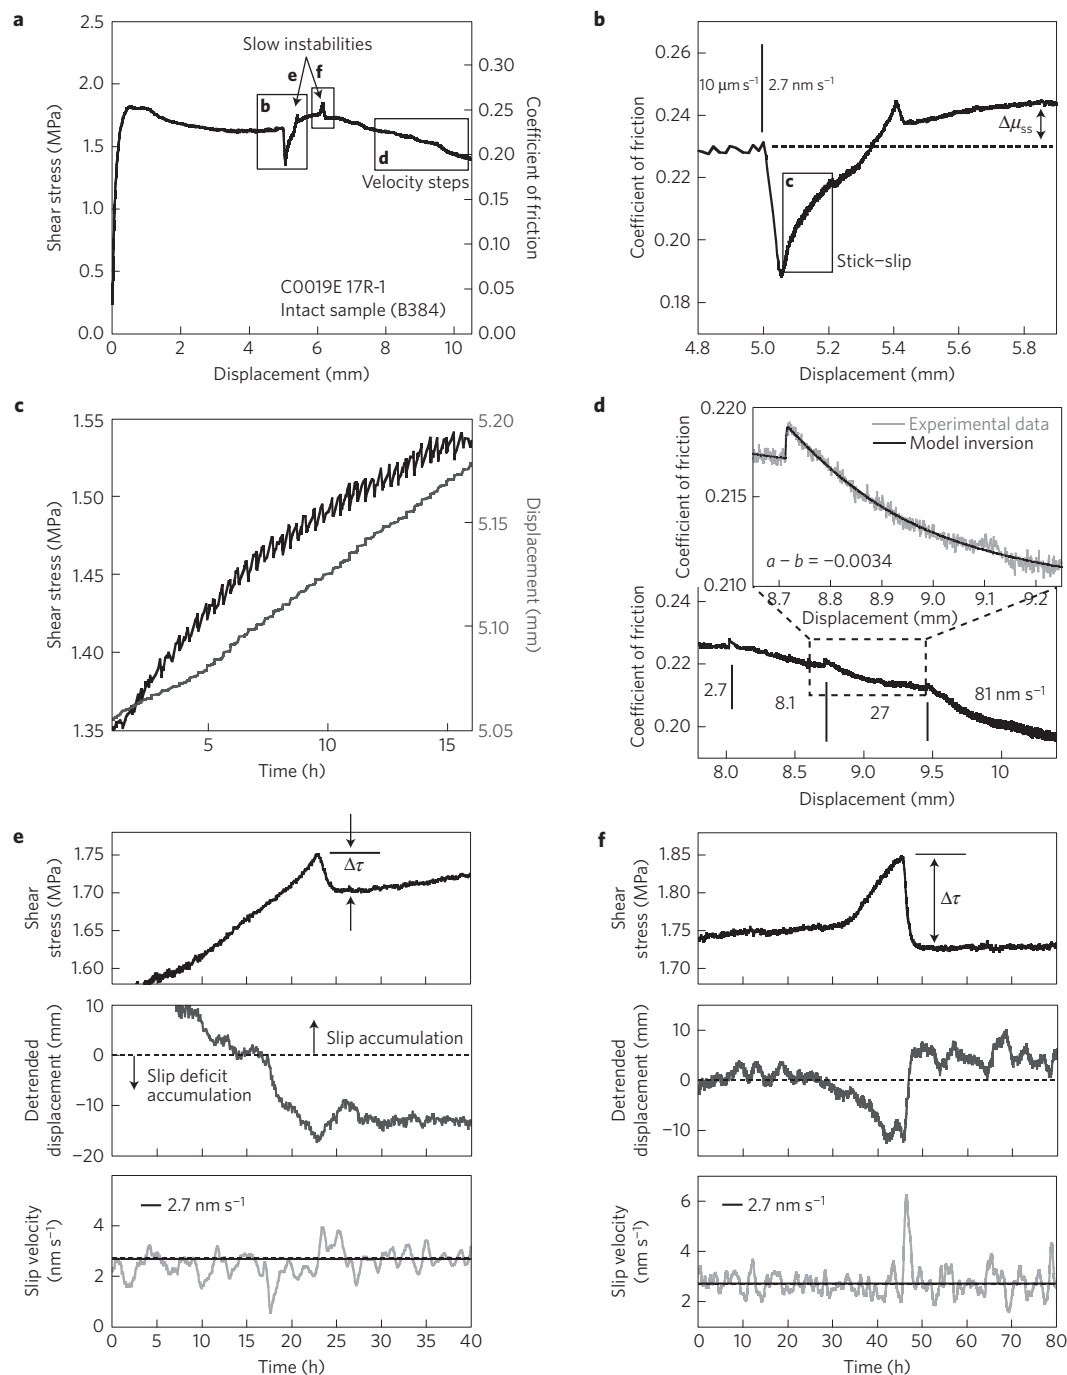 a
2.5
2.0
1.5
1.0
0.5
0.0
Shear stress (MPa)
0.30
0.25
0.20
0.15
0.10
0.05
0.00
Coefficient of friction
Slow instabilities
e
f
b
d
Velocity steps
C0019E 17R-1
Intact sample (B384)
0
2
4
6
8
10
Displacement (mm)
b
0.26
0.24
0.22
0.20
0.18
Coefficient of friction
10 μm s⁻¹
2.7 nm s⁻¹
Δμss
c
Stick–slip
4.8
5.0
5.2
5.4
5.6
5.8
Displacement (mm)
c
1.55
1.50
1.45
1.40
1.35
Shear stress (MPa)
5.20
5.15
5.10
5.05
Displacement (mm)
5
10
15
Time (h)
d
0.220
0.215
0.210
Coefficient of friction
Experimental data
Model inversion
a − b = −0.0034
8.7
8.8
8.9
9.0
9.1
9.2
Displacement (mm)
0.24
0.22
0.20
Coefficient of friction
2.7
8.1
27
81 nm s⁻¹
8.0
8.5
9.0
9.5
10
Displacement (mm)
e
1.75
1.70
1.65
1.60
Shear
stress (MPa)
Δτ
10
0
−10
−20
Detrended
displacement (mm)
Slip accumulation
Slip deficit
accumulation
4
2
0
Slip velocity
(nm s⁻¹)
2.7 nm s⁻¹
0
5
10
15
20
25
30
35
40
Time (h)
f
1.85
1.80
1.75
1.70
Shear
stress (MPa)
Δτ
10
0
−10
Detrended
displacement (mm)
6
4
2
Slip velocity
(nm s⁻¹)
2.7 nm s⁻¹
0
10
20
30
40
50
60
70
80
Time (h)